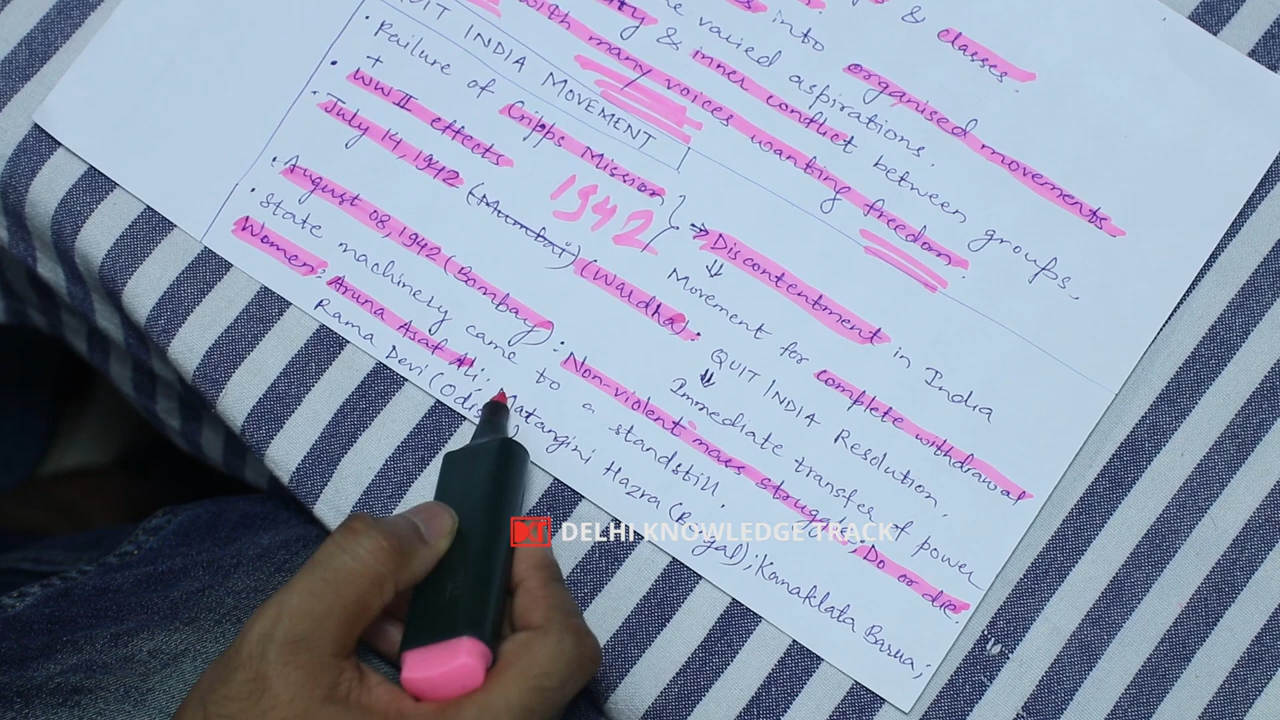 & classes.
into organised movements
varied aspirations.
& inner conflict between groups.
with many voices wanting freedom.
QUIT INDIA MOVEMENT
• Failure of Cripps Mission
+
• WW II effects
1942
→ Discontentment in India
⇓
Movement for complete withdrawal
• July 14, 1942 (Mumbai) (Wardha): QUIT INDIA Resolution.
⇓
Immediate transfer of power
• August 08, 1942 (Bombay): Non-violent mass struggle, Do or die.
• state machinery came to a standstill.
Women: Aruna Asaf Ali; Matangini Hazra; Kanaklata Barua;
Rama Devi
DELHI KNOWLEDGE TRACK